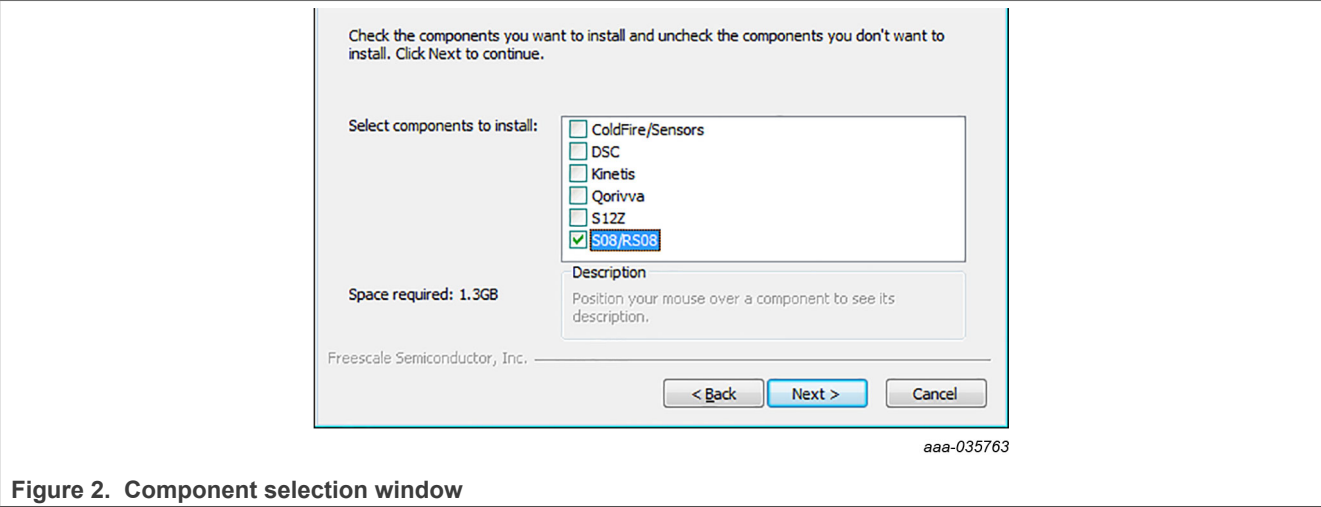 Check the components you want to install and uncheck the components you don't want to
install. Click Next to continue.
Select components to install:
ColdFire/Sensors
DSC
Kinetis
Qorivva
S12Z
S08/RS08
Space required: 1.3GB
Description
Position your mouse over a component to see its
description.
Freescale Semiconductor, Inc.
< Back
Next >
Cancel
aaa-035763
Figure 2. Component selection window